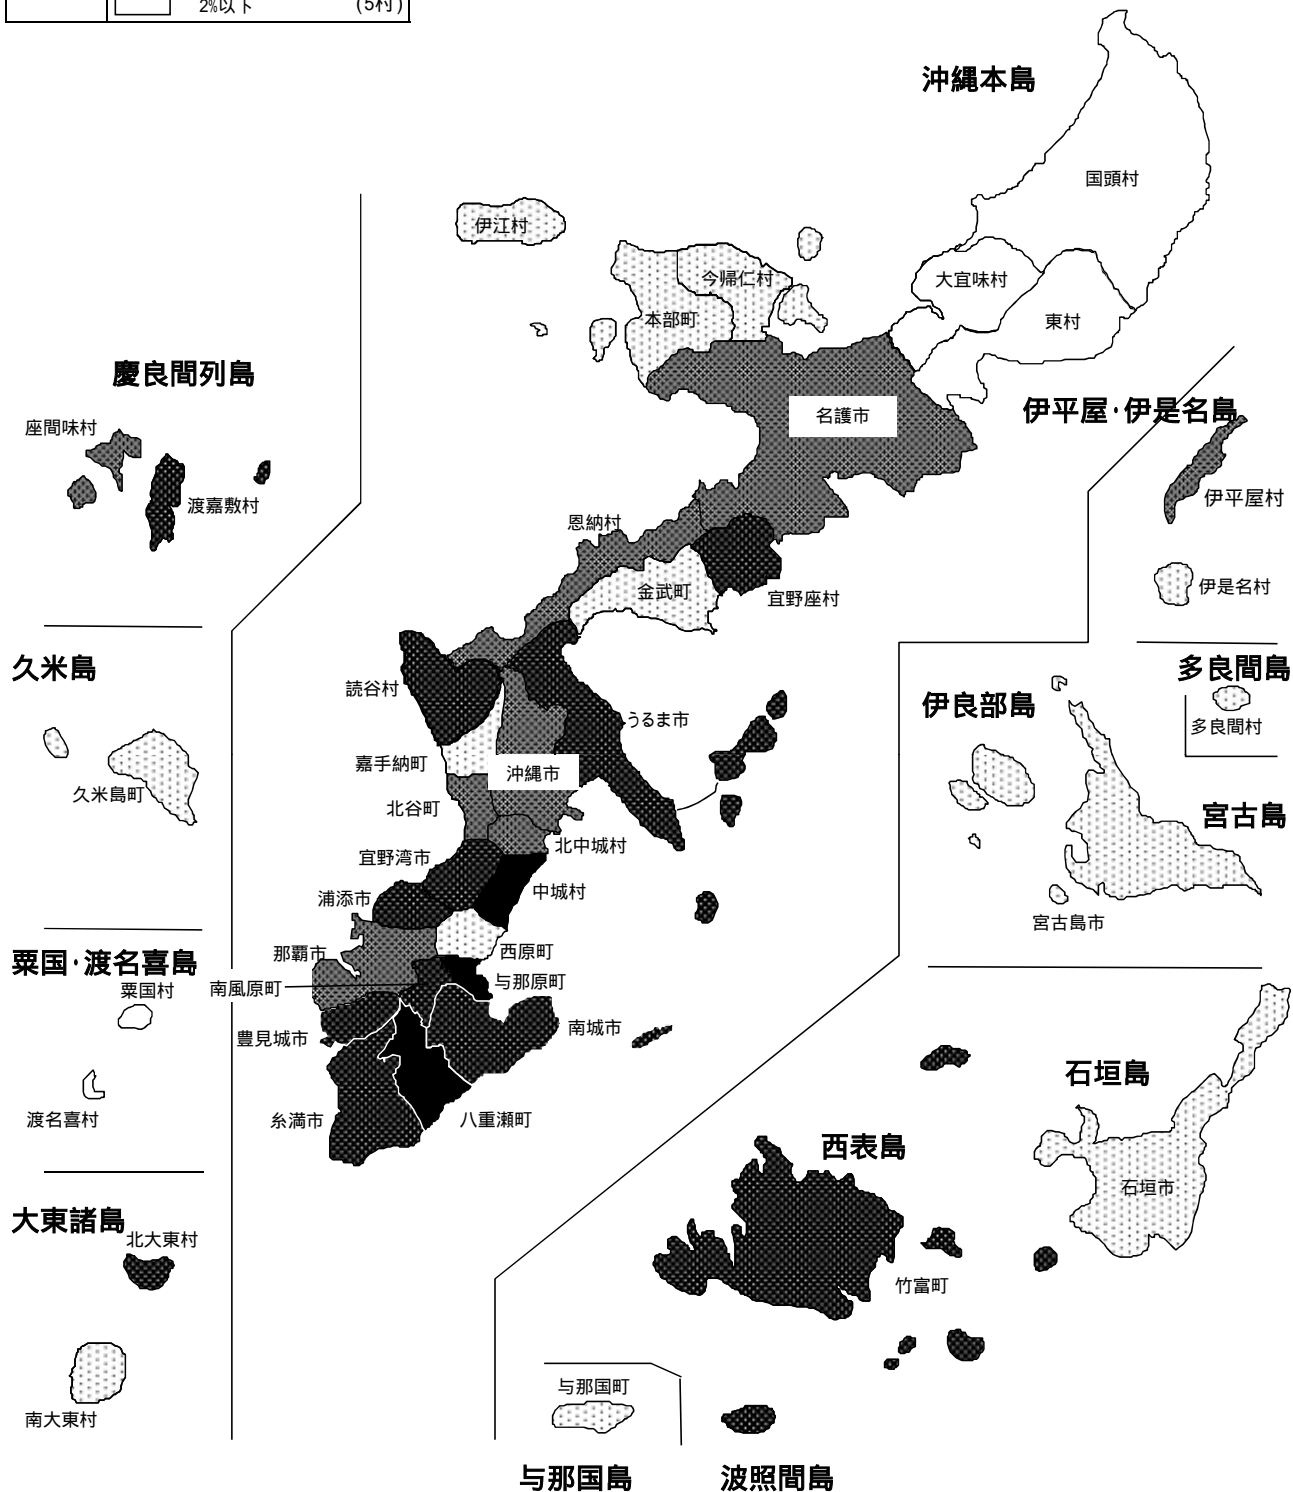 2%以下 (5村)
沖縄本島
国頭村
伊江村
今帰仁村
大宜味村
本部町
東村
慶良間列島
名護市
伊平屋・伊是名島
座間味村
渡嘉敷村
伊平屋村
恩納村
金武町
宜野座村
伊是名村
久米島
多良間島
読谷村
伊良部島
うるま市
多良間村
嘉手納町
沖縄市
久米島町
北谷町
宮古島
北中城村
宜野湾市
中城村
浦添市
宮古島市
那覇市
西原町
粟国・渡名喜島
粟国村
南風原町
与那原町
豊見城市
南城市
石垣島
渡名喜村
糸満市
八重瀬町
西表島
石垣市
大東諸島
北大東村
竹富町
与那国町
南大東村
与那国島
波照間島